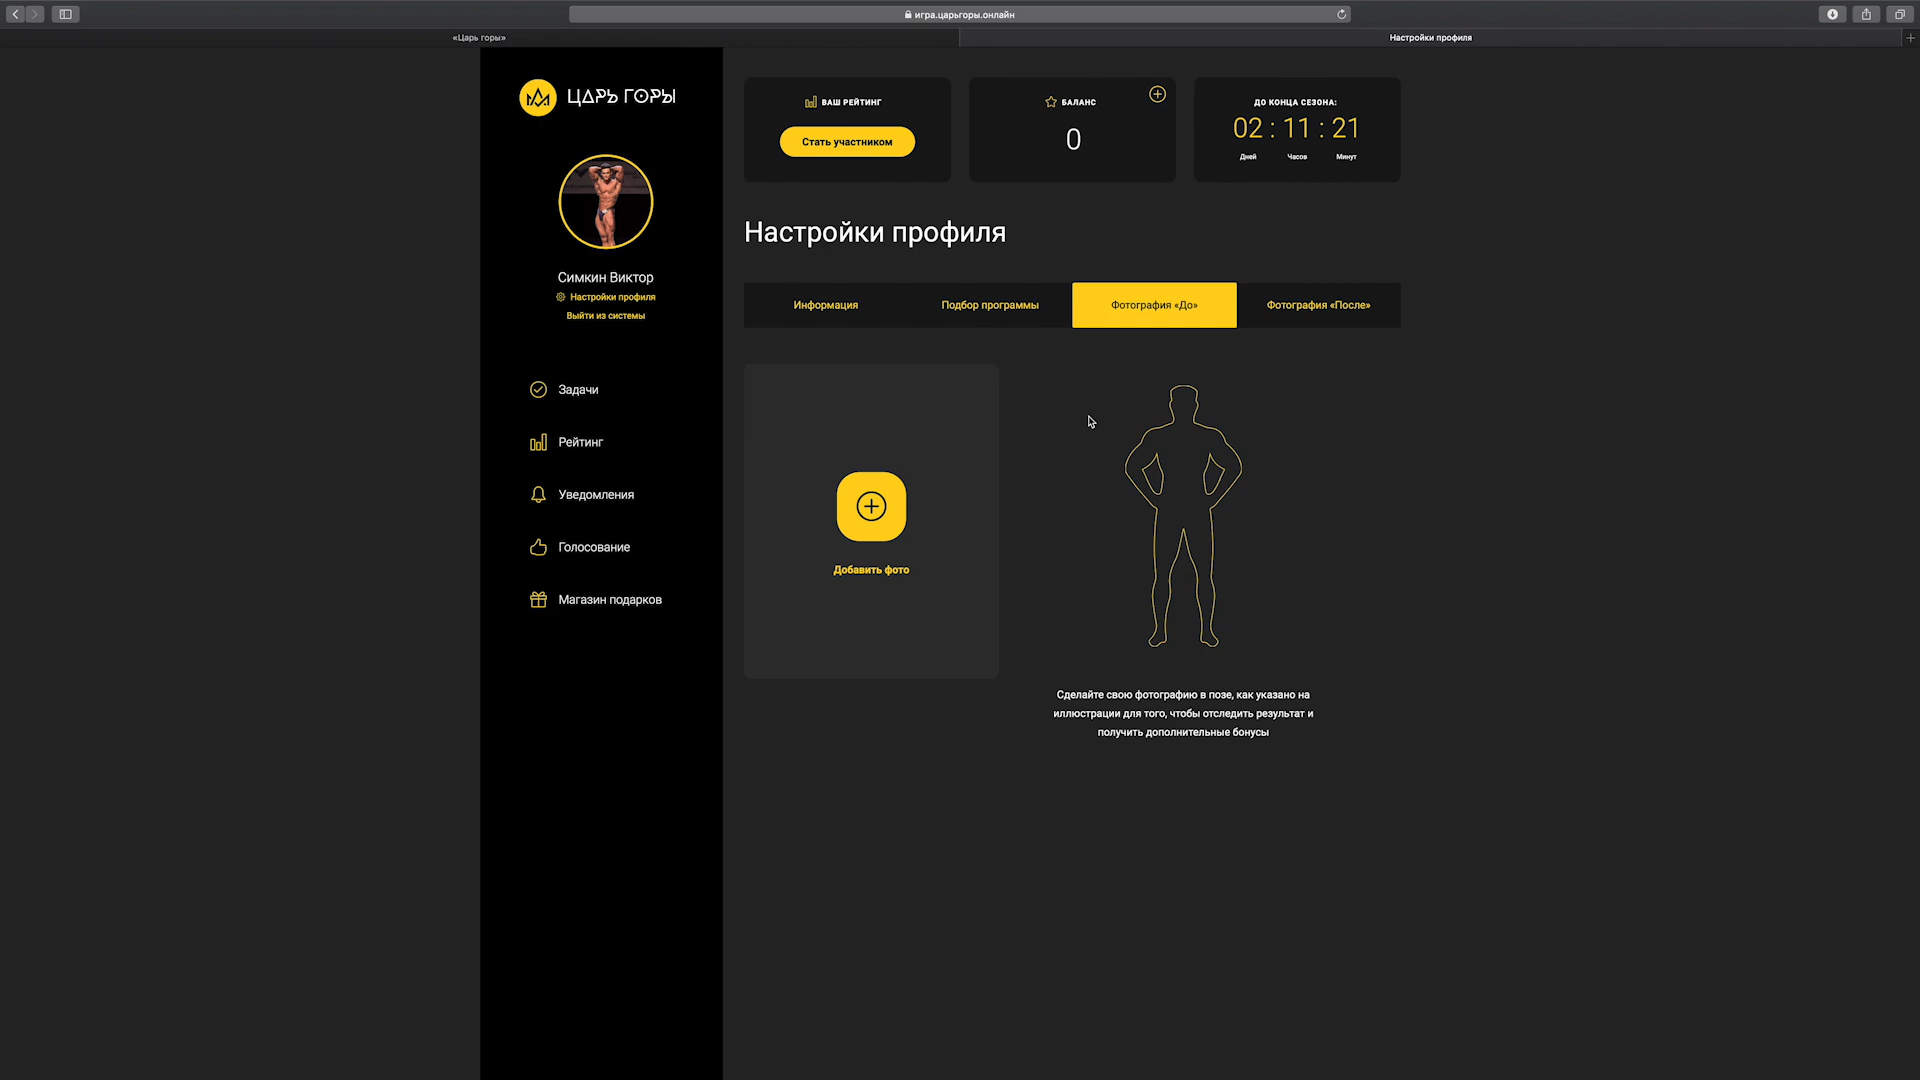 игра.царьгоры.онлайн
«Царь горы»
Настройки профиля
ЦАРЬ ГОРЫ
Симкин Виктор
Настройки профиля
Выйти из системы
Задачи
Рейтинг
Уведомления
Голосование
Магазин подарков
ВАШ РЕЙТИНГ
Стать участником
БАЛАНС
0
ДО КОНЦА СЕЗОНА:
02 : 11 : 21
Дней Часов Минут
Настройки профиля
Информация
Подбор программы
Фотография «До»
Фотография «После»
Добавить фото
Сделайте свою фотографию в позе, как указано на
иллюстрации для того, чтобы отследить результат и
получить дополнительные бонусы